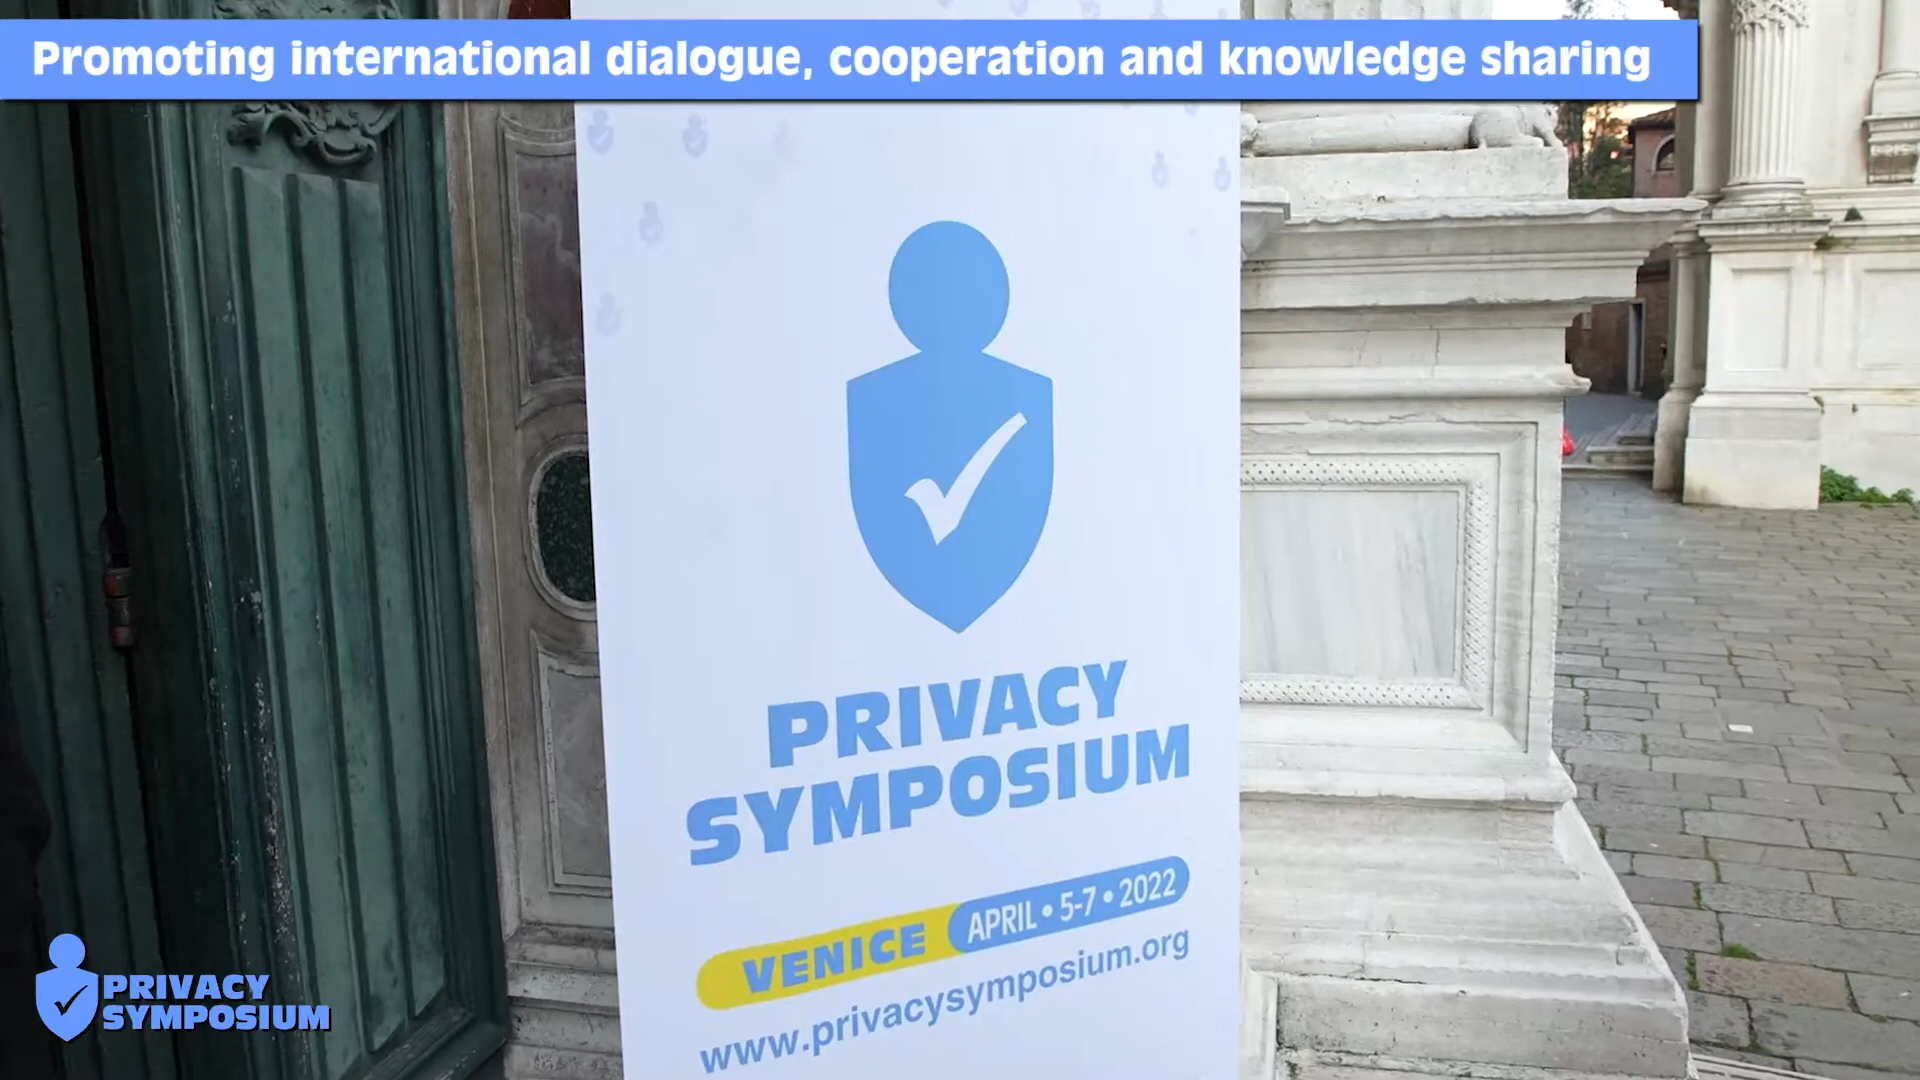 Promoting international dialogue, cooperation and knowledge sharing
PRIVACY
SYMPOSIUM
VENICE APRIL • 5-7 • 2022
www.privacysymposium.org
PRIVACY
SYMPOSIUM